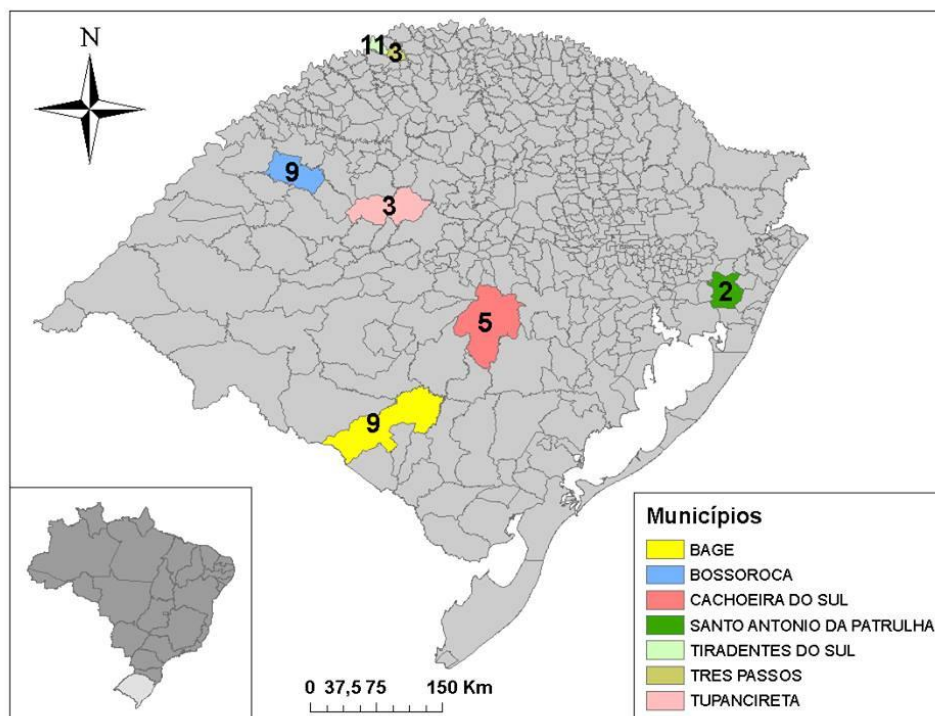 N
11
3
9
3
2
5
9
Municípios
BAGE
BOSSOROCA
CACHOEIRA DO SUL
SANTO ANTONIO DA PATRULHA
TIRADENTES DO SUL
TRES PASSOS
TUPANCIRETA
0 37,5 75 150 Km